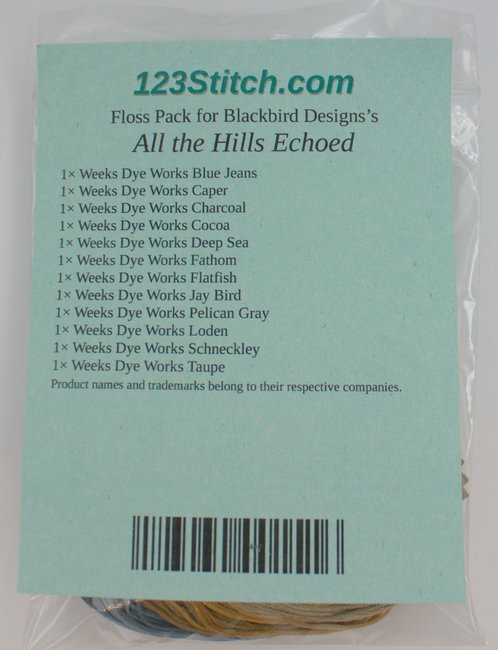 123Stitch.com
Floss Pack for Blackbird Designs’s
All the Hills Echoed
1× Weeks Dye Works Blue Jeans
1× Weeks Dye Works Caper
1× Weeks Dye Works Charcoal
1× Weeks Dye Works Cocoa
1× Weeks Dye Works Deep Sea
1× Weeks Dye Works Fathom
1× Weeks Dye Works Flatfish
1× Weeks Dye Works Jay Bird
1× Weeks Dye Works Pelican Gray
1× Weeks Dye Works Loden
1× Weeks Dye Works Schneckley
1× Weeks Dye Works Taupe
Product names and trademarks belong to their respective companies.